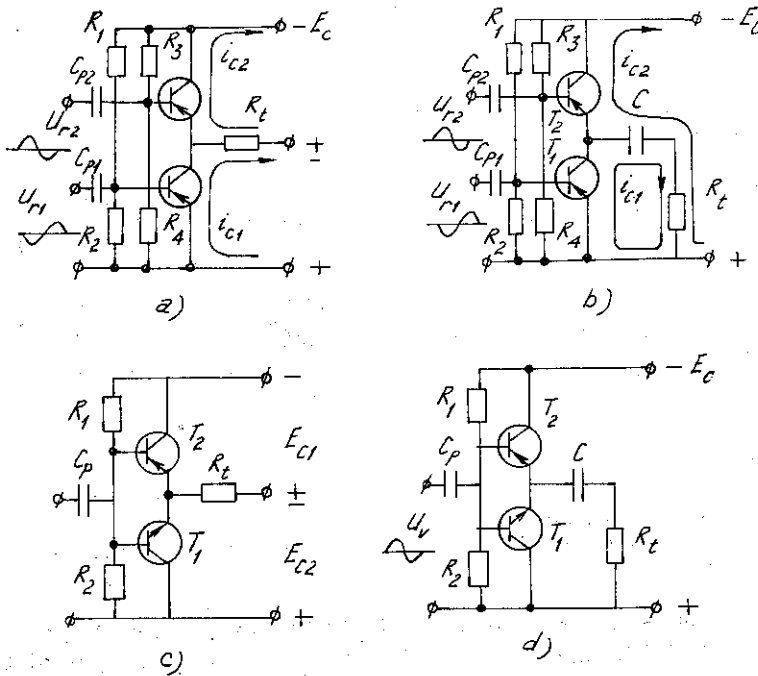 R1 R3 - Ec
Cp2 ic2
Ur2 Rt
+ -
Cp1
Ur1 ic1
R2 R4
+
a)
R1 R3
Cp2 ic2
Ur2 T2 C
Cp1 T1
Ur1 ic1 Rt
R2 R4
+
b)
-
R1
T2 Ec1
Cp Rt
+ -
T1
R2 Ec2
+
c)
- Ec
R1 T2
Cp C
Uv T1 Rt
R2
+
d)